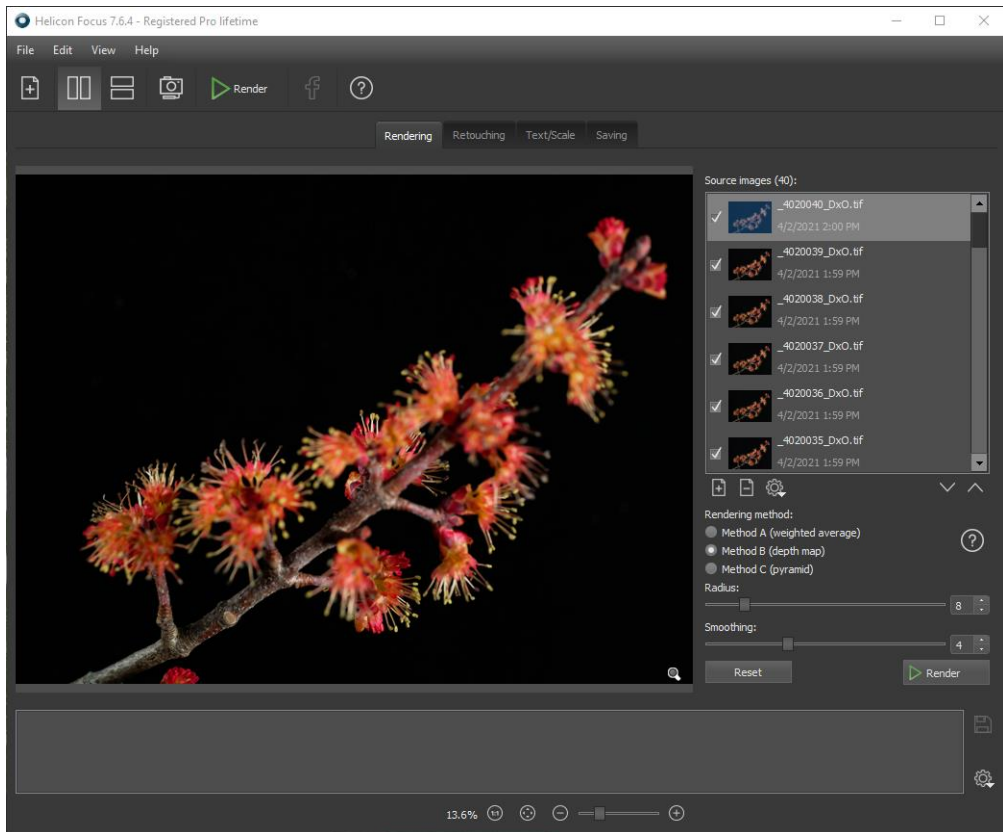 Helicon Focus 7.6.4 - Registered Pro lifetime
File Edit View Help
Render
Rendering Retouching Text/Scale Saving
Source images (40):
_4020040_DxO.tif
4/2/2021 2:00 PM
_4020039_DxO.tif
4/2/2021 1:59 PM
_4020038_DxO.tif
4/2/2021 1:59 PM
_4020037_DxO.tif
4/2/2021 1:59 PM
_4020036_DxO.tif
4/2/2021 1:59 PM
_4020035_DxO.tif
4/2/2021 1:59 PM
Rendering method:
Method A (weighted average)
Method B (depth map)
Method C (pyramid)
Radius:
8
Smoothing:
4
Reset Render
13.6% 1:1